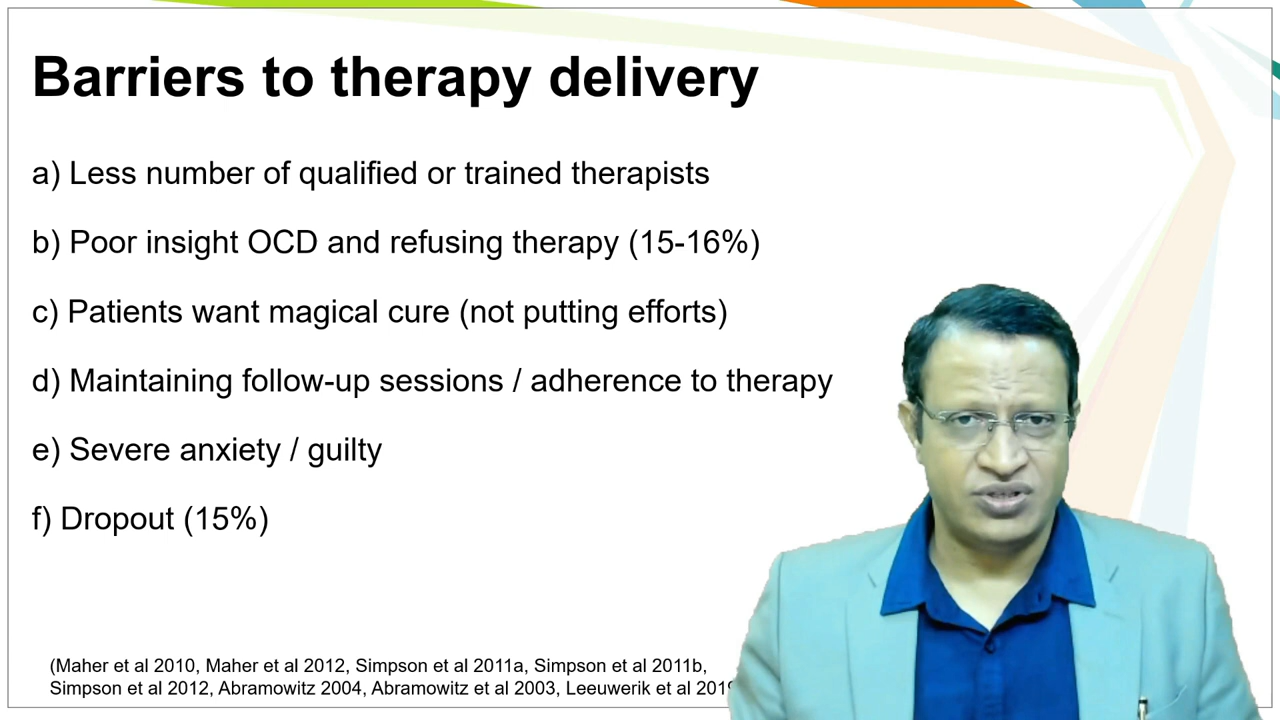 Barriers to therapy delivery
a) Less number of qualified or trained therapists
b) Poor insight OCD and refusing therapy (15-16%)
c) Patients want magical cure (not putting efforts)
d) Maintaining follow-up sessions / adherence to therapy
e) Severe anxiety / guilty
f) Dropout (15%)
(Maher et al 2010, Maher et al 2012, Simpson et al 2011a, Simpson et al 2011b,
Simpson et al 2012, Abramowitz 2004, Abramowitz et al 2003, Leeuwerik et al